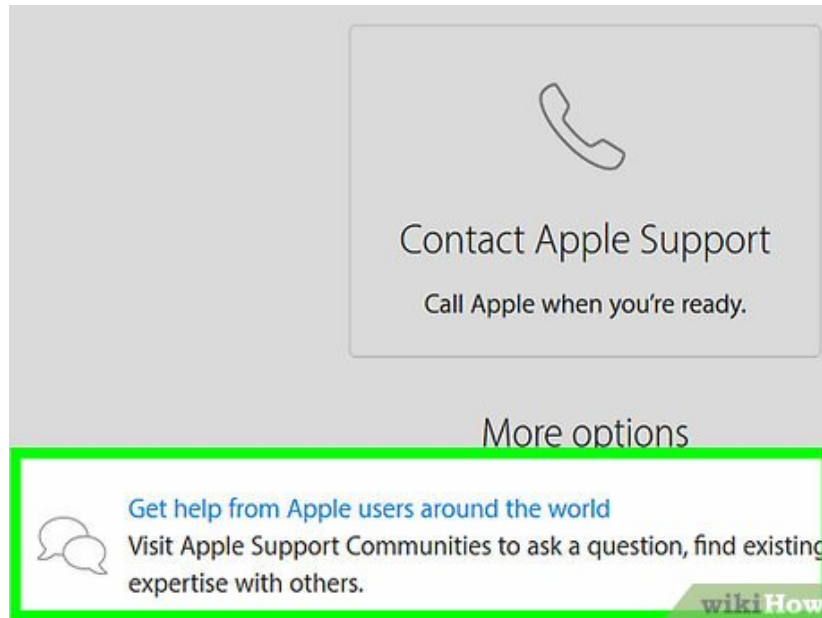 Contact Apple Support
Call Apple when you're ready.
More options
Get help from Apple users around the world
Visit Apple Support Communities to ask a question, find existing
expertise with others.
wikiHow